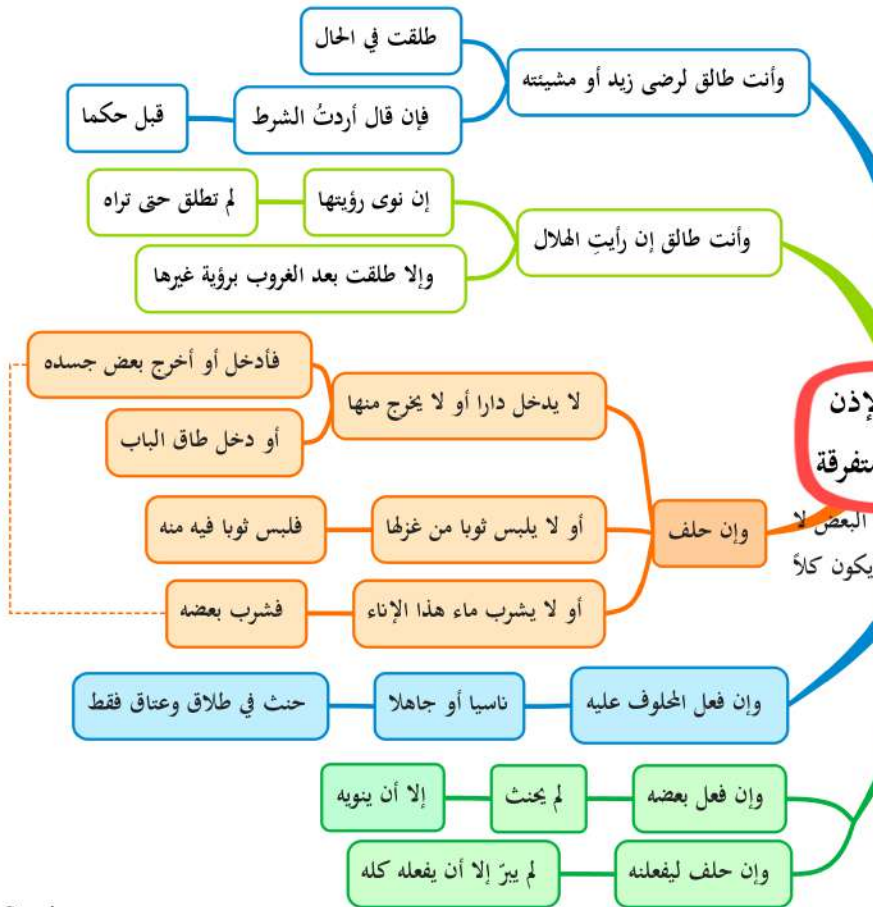 وأنت طالق لرضى زيد أو مشيئته
طلقت في الحال
فإن قال أردتُ الشرط
قبل حكما
وأنت طالق إن رأيتِ الهلال
إن نوى رؤيتها
لم تطلق حتى تراه
وإلا طلقت بعد الغروب برؤية غيرها
متفرقة
البعض لا
يكون كلاً
وإن حلف
لا يدخل دارا أو لا يخرج منها
فأدخل أو أخرج بعض جسده
أو دخل طاق الباب
أو لا يلبس ثوبا من غزلها
فلبس ثوبا فيه منه
أو لا يشرب ماء هذا الإناء
فشرب بعضه
وإن فعل المحلوف عليه
ناسيا أو جاهلا
حنث في طلاق وعتاق فقط
وإن فعل بعضه
لم يحنث
إلا أن ينويه
وإن حلف ليفعلنه
لم يبرّ إلا أن يفعله كله